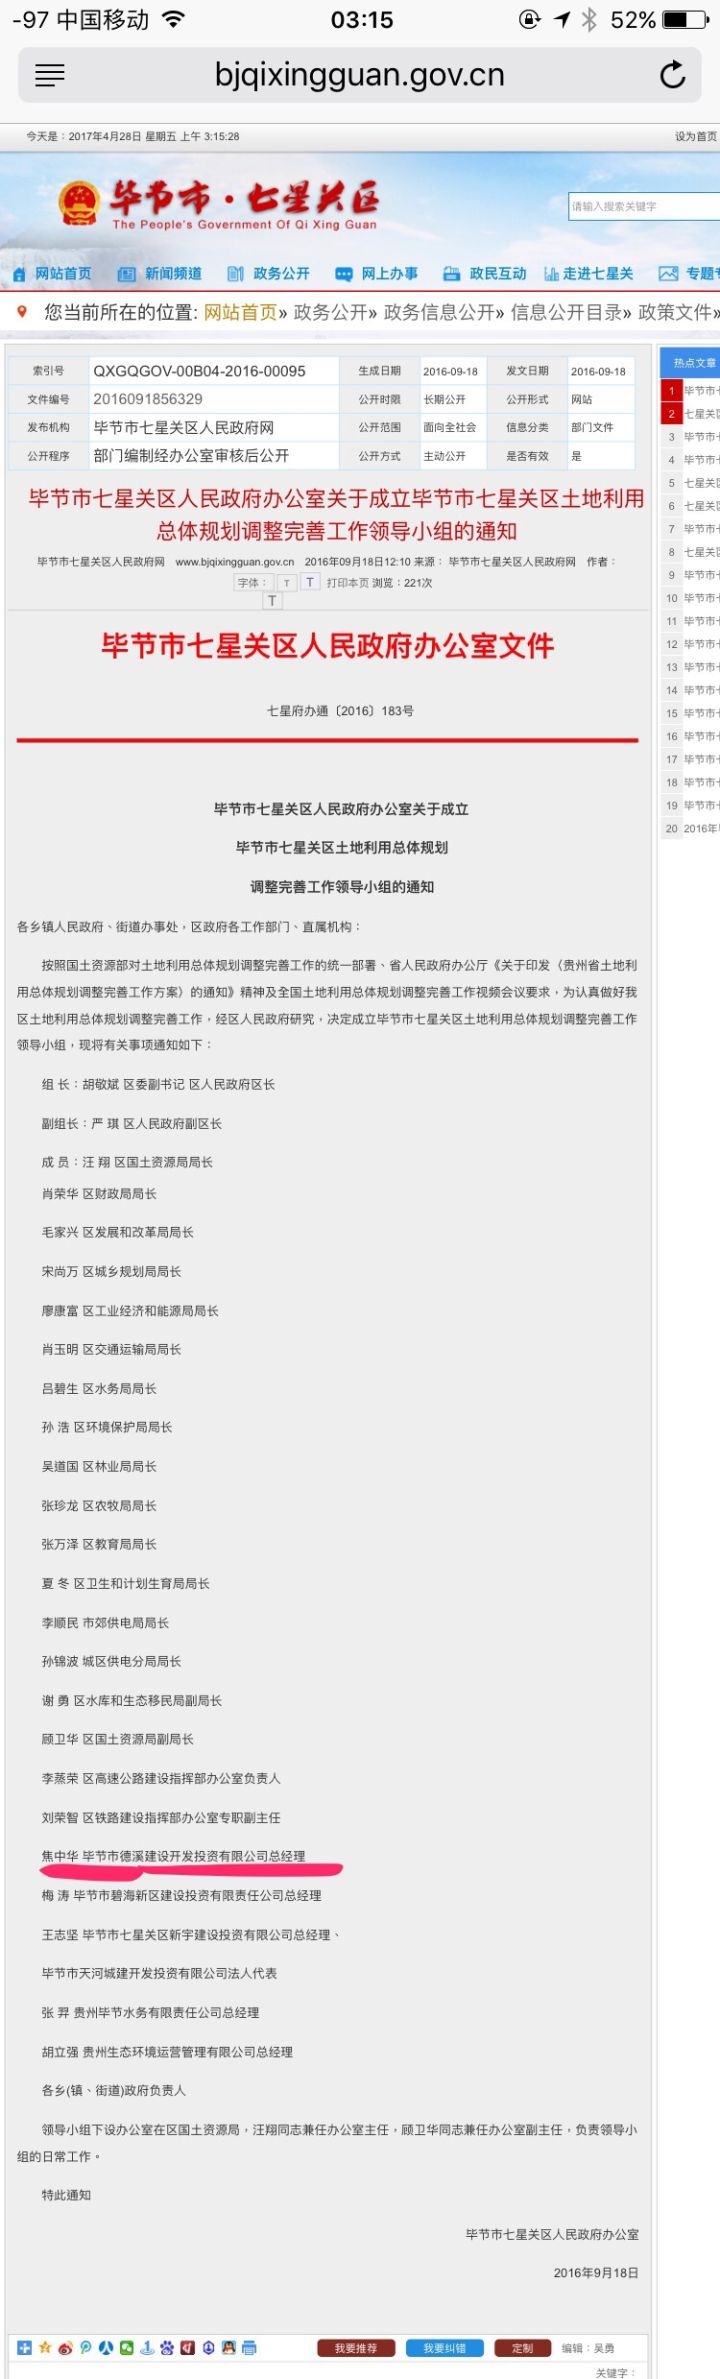 -97 中国移动 03:15 52%
bjqixingguan.gov.cn
今天是：2017年4月28日 星期五 上午 3:15:28 设为首页
毕节市·七星关区
The People's Government Of Qi Xing Guan
请输入搜索关键字
网站首页 新闻频道 政务公开 网上办事 政民互动 走进七星关 专题
您当前所在的位置: 网站首页» 政务公开» 政务信息公开» 信息公开目录» 政策文件»
索引号 QXGQGOV-00B04-2016-00095 生成日期 2016-09-18 发文日期 2016-09-18
文件编号 2016091856329 公开时限 长期公开 公开形式 网站
发布机构 毕节市七星关区人民政府网 公开范围 面向全社会 信息分类 部门文件
公开程序 部门编制经办公室审核后公开 公开方式 主动公开 是否有效 是
毕节市七星关区人民政府办公室关于成立毕节市七星关区土地利用
总体规划调整完善工作领导小组的通知
毕节市七星关区人民政府网 www.bjqixingguan.gov.cn 2016年09月18日12:10 来源： 毕节市七星关区人民政府网 作者：
字体： T T 打印本页 浏览：221次
T
毕节市七星关区人民政府办公室文件
七星府办通〔2016〕183号
毕节市七星关区人民政府办公室关于成立
毕节市七星关区土地利用总体规划
调整完善工作领导小组的通知
各乡镇人民政府、街道办事处，区政府各工作部门、直属机构：
按照国土资源部对土地利用总体规划调整完善工作的统一部署、省人民政府办公厅《关于印发〈贵州省土地利
用总体规划调整完善工作方案〉的通知》精神及全国土地利用总体规划调整完善工作视频会议要求，为认真做好我
区土地利用总体规划调整完善工作，经区人民政府研究，决定成立毕节市七星关区土地利用总体规划调整完善工作
领导小组，现将有关事项通知如下：
组 长：胡敬斌 区委副书记 区人民政府区长
副组长：严 琪 区人民政府副区长
成 员：汪 翔 区国土资源局局长
肖荣华 区财政局局长
毛家兴 区发展和改革局局长
宋尚万 区城乡规划局局长
廖康富 区工业经济和能源局局长
肖玉明 区交通运输局局长
吕碧生 区水务局局长
孙 浩 区环境保护局局长
吴道国 区林业局局长
张珍龙 区农牧局局长
张万泽 区教育局局长
夏 冬 区卫生和计划生育局局长
李顺民 市郊供电局局长
孙锦波 城区供电分局局长
谢 勇 区水库和生态移民局副局长
顾卫华 区国土资源局副局长
李蒸荣 区高速公路建设指挥部办公室负责人
刘荣智 区铁路建设指挥部办公室专职副主任
焦中华 毕节市德溪建设开发投资有限公司总经理
梅 涛 毕节市碧海新区建设投资有限责任公司总经理
王志坚 毕节市七星关区新宇建设投资有限公司总经理、
毕节市天河城建开发投资有限公司法人代表
张 羿 贵州毕节水务有限责任公司总经理
胡立强 贵州生态环境运营管理有限公司总经理
各乡(镇、街道)政府负责人
领导小组下设办公室在区国土资源局，汪翔同志兼任办公室主任，顾卫华同志兼任办公室副主任，负责领导小
组的日常工作。
特此通知
毕节市七星关区人民政府办公室
2016年9月18日
我要推荐 我要纠错 定制 编辑：吴勇
关键字：
热点文章
1 毕节市
2 七星关区
3 毕节市
4 毕节市
5 七星关区
6 七星关区
7 毕节市
8 七星关区
9 毕节市
10 毕节市
11 毕节市
12 毕节市
13 毕节市
14 毕节市
15 毕节市
16 毕节市
17 毕节市
18 毕节市
19 毕节市
20 2016年